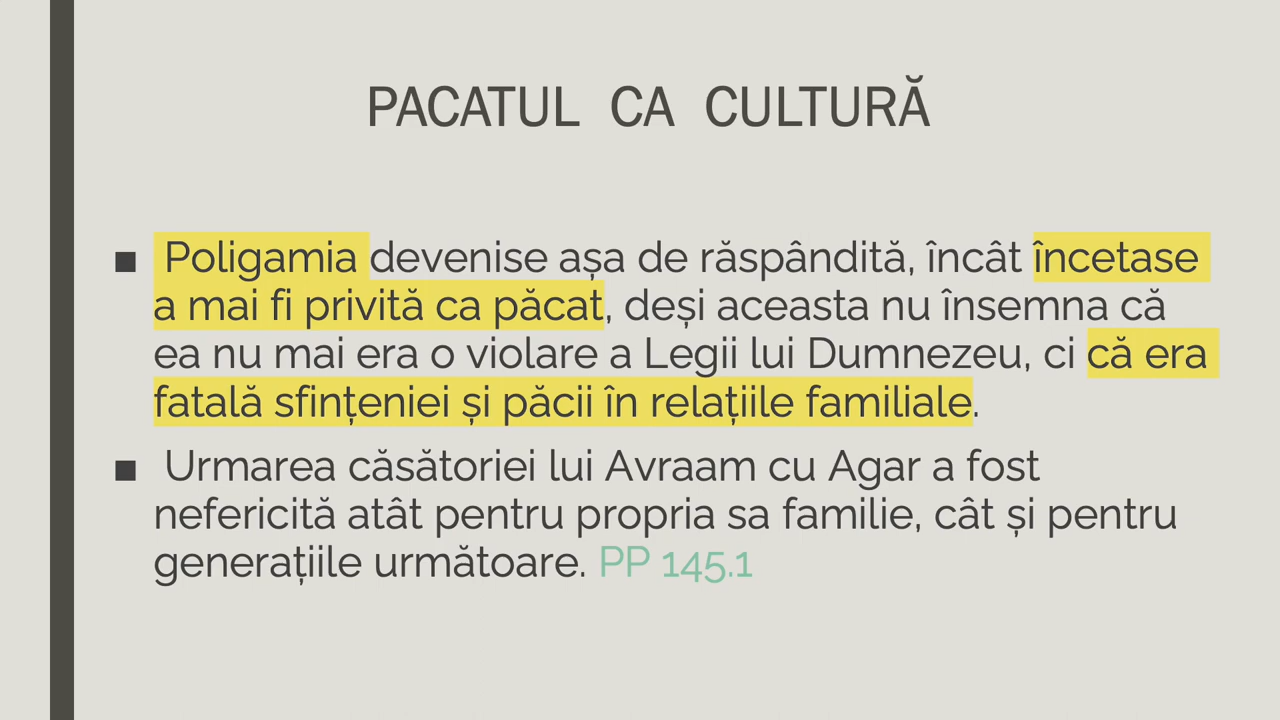 PACATUL CA CULTURĂ
■ Poligamia devenise așa de răspândită, încât încetase
a mai fi privită ca păcat, deși aceasta nu însemna că
ea nu mai era o violare a Legii lui Dumnezeu, ci că era
fatală sfințeniei și păcii în relațiile familiale.
■ Urmarea căsătoriei lui Avraam cu Agar a fost
nefericită atât pentru propria sa familie, cât și pentru
generațiile următoare. PP 145.1